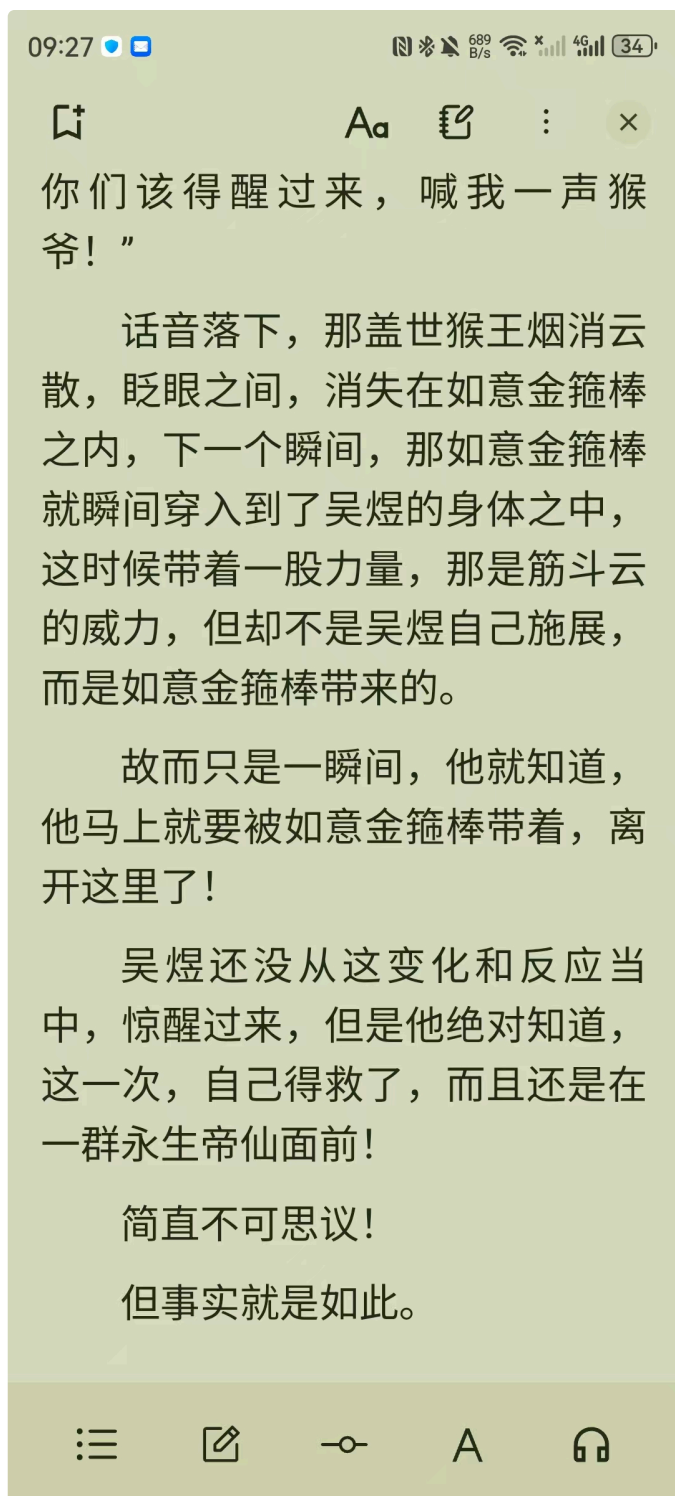 09:27 689 B/s 4G 34
Aa
你们该得醒过来，喊我一声猴
爷！”
话音落下，那盖世猴王烟消云
散，眨眼之间，消失在如意金箍棒
之内，下一个瞬间，那如意金箍棒
就瞬间穿入到了吴煜的身体之中，
这时候带着一股力量，那是筋斗云
的威力，但却不是吴煜自己施展，
而是如意金箍棒带来的。
故而只是一瞬间，他就知道，
他马上就要被如意金箍棒带着，离
开这里了！
吴煜还没从这变化和反应当
中，惊醒过来，但是他绝对知道，
这一次，自己得救了，而且还是在
一群永生帝仙面前！
简直不可思议！
但事实就是如此。
A